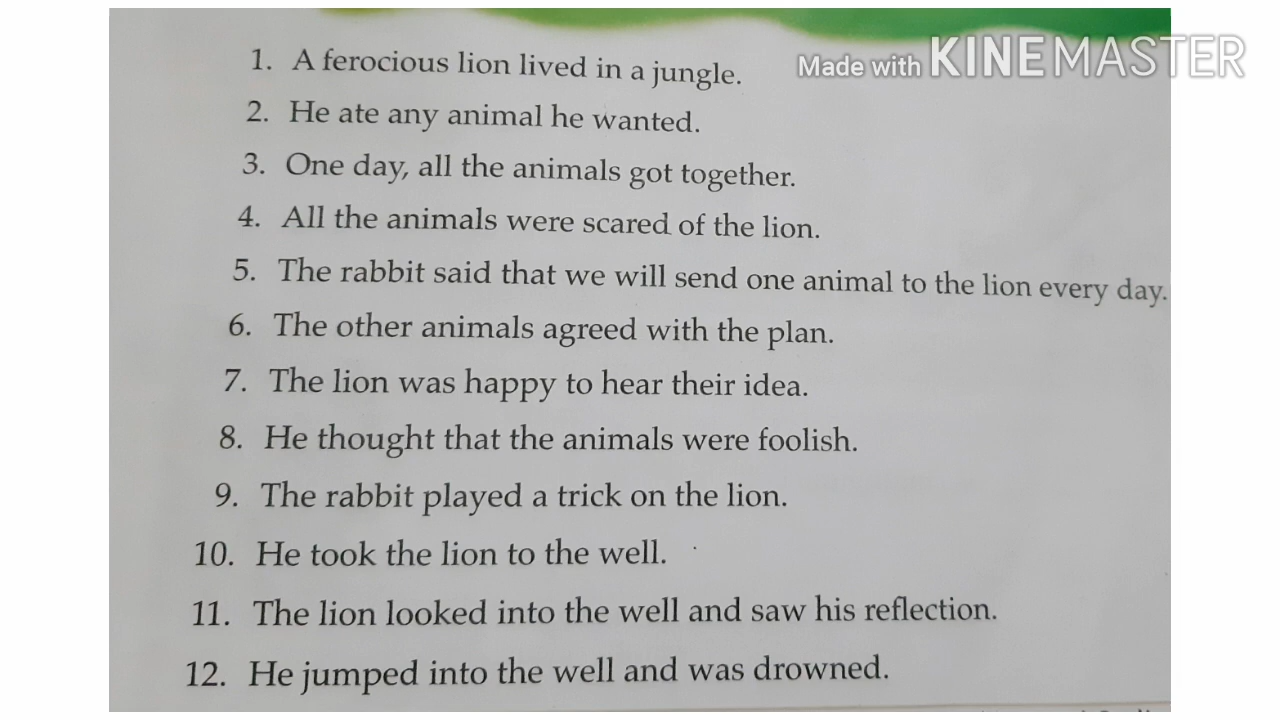 Made with KINEMASTER
1. A ferocious lion lived in a jungle.
2. He ate any animal he wanted.
3. One day, all the animals got together.
4. All the animals were scared of the lion.
5. The rabbit said that we will send one animal to the lion every day.
6. The other animals agreed with the plan.
7. The lion was happy to hear their idea.
8. He thought that the animals were foolish.
9. The rabbit played a trick on the lion.
10. He took the lion to the well.
11. The lion looked into the well and saw his reflection.
12. He jumped into the well and was drowned.